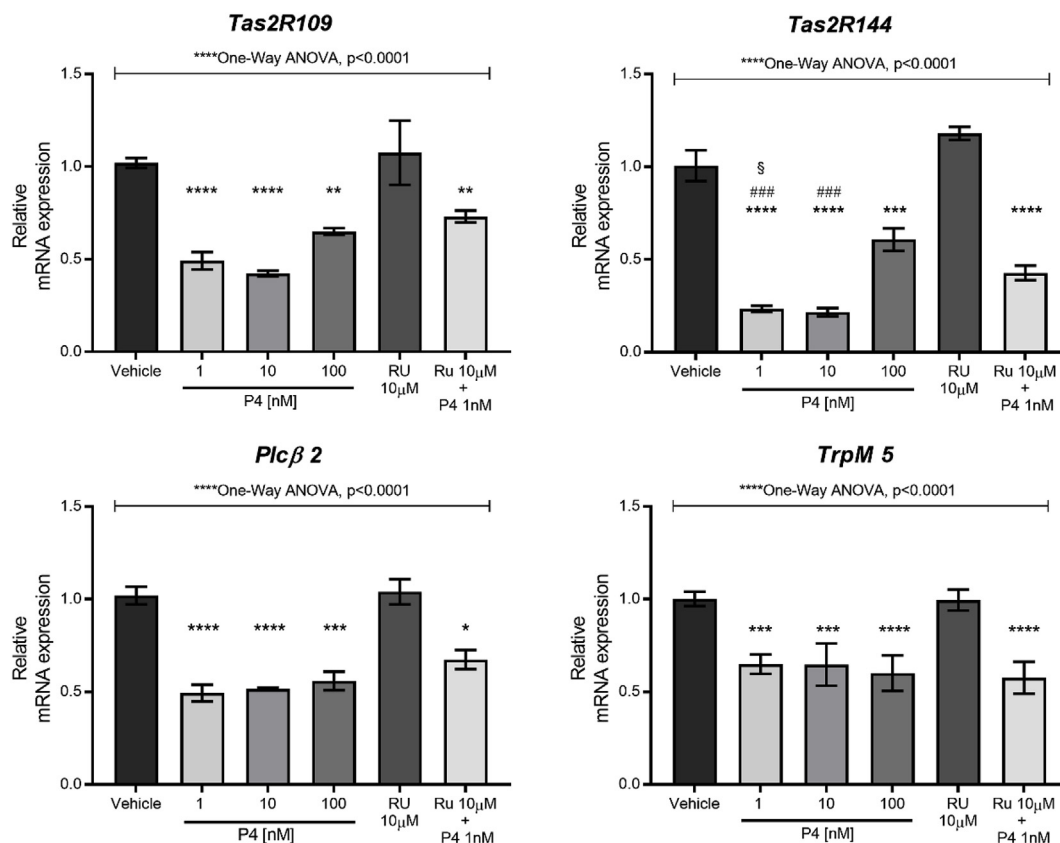 Tas2R109
****One-Way ANOVA, p<0.0001
Relative
mRNA expression
1.5
1.0
0.5
0.0
**** **** ** **
Vehicle 1 10 100 RU 10µM Ru 10µM + P4 1nM
P4 [nM]
Tas2R144
****One-Way ANOVA, p<0.0001
Relative
mRNA expression
1.5
1.0
0.5
0.0
§
### ###
**** **** *** ****
Vehicle 1 10 100 RU 10µM Ru 10µM + P4 1nM
P4 [nM]
Plcβ 2
****One-Way ANOVA, p<0.0001
Relative
mRNA expression
1.5
1.0
0.5
0.0
**** **** *** *
Vehicle 1 10 100 RU 10µM Ru 10µM + P4 1nM
P4 [nM]
TrpM 5
****One-Way ANOVA, p<0.0001
Relative
mRNA expression
1.5
1.0
0.5
0.0
*** *** **** ****
Vehicle 1 10 100 RU 10µM Ru 10µM + P4 1nM
P4 [nM]